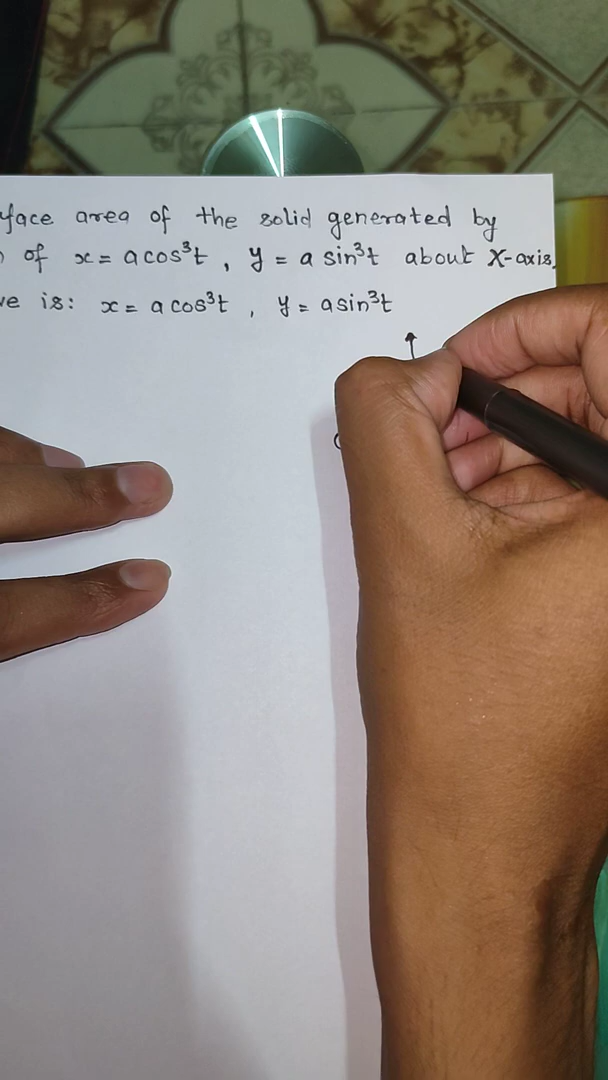 face area of the solid generated by
of x = a cos³t , y = a sin³t about X-axis.
is: x = a cos³t , y = a sin³t